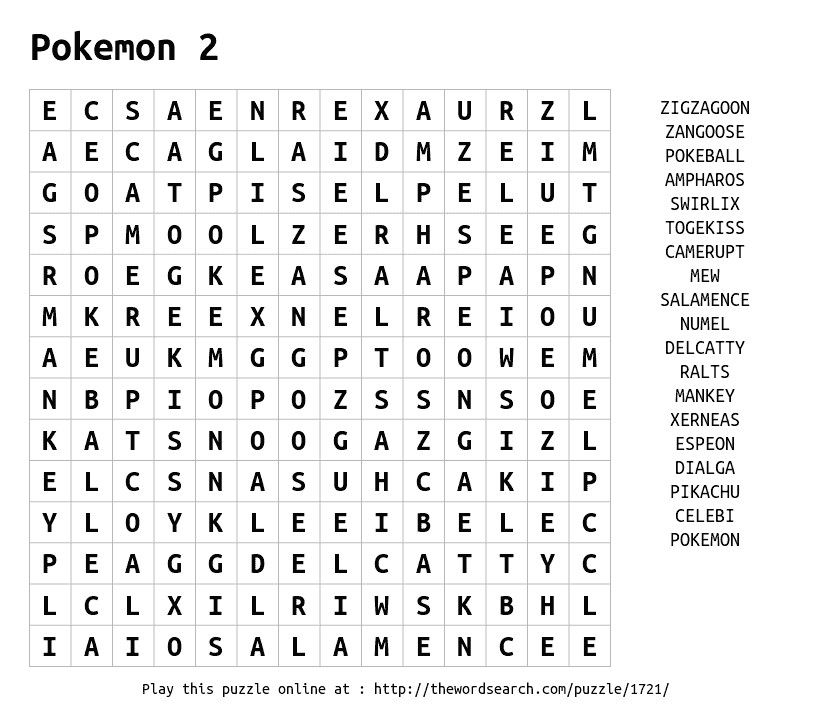 Pokemon 2
E C S A E N R E X A U R Z L
A E C A G L A I D M Z E I M
G O A T P I S E L P E L U T
S P M O O L Z E R H S E E G
R O E G K E A S A A P A P N
M K R E E X N E L R E I O U
A E U K M G G P T O O W E M
N B P I O P O Z S S N S O E
K A T S N O O G A Z G I Z L
E L C S N A S U H C A K I P
Y L O Y K L E E I B E L E C
P E A G G D E L C A T T Y C
L C L X I L R I W S K B H L
I A I O S A L A M E N C E E
ZIGZAGOON
ZANGOOSE
POKEBALL
AMPHAROS
SWIRLIX
TOGEKISS
CAMERUPT
MEW
SALAMENCE
NUMEL
DELCATTY
RALTS
MANKEY
XERNEAS
ESPEON
DIALGA
PIKACHU
CELEBI
POKEMON
Play this puzzle online at : http://thewordsearch.com/puzzle/1721/